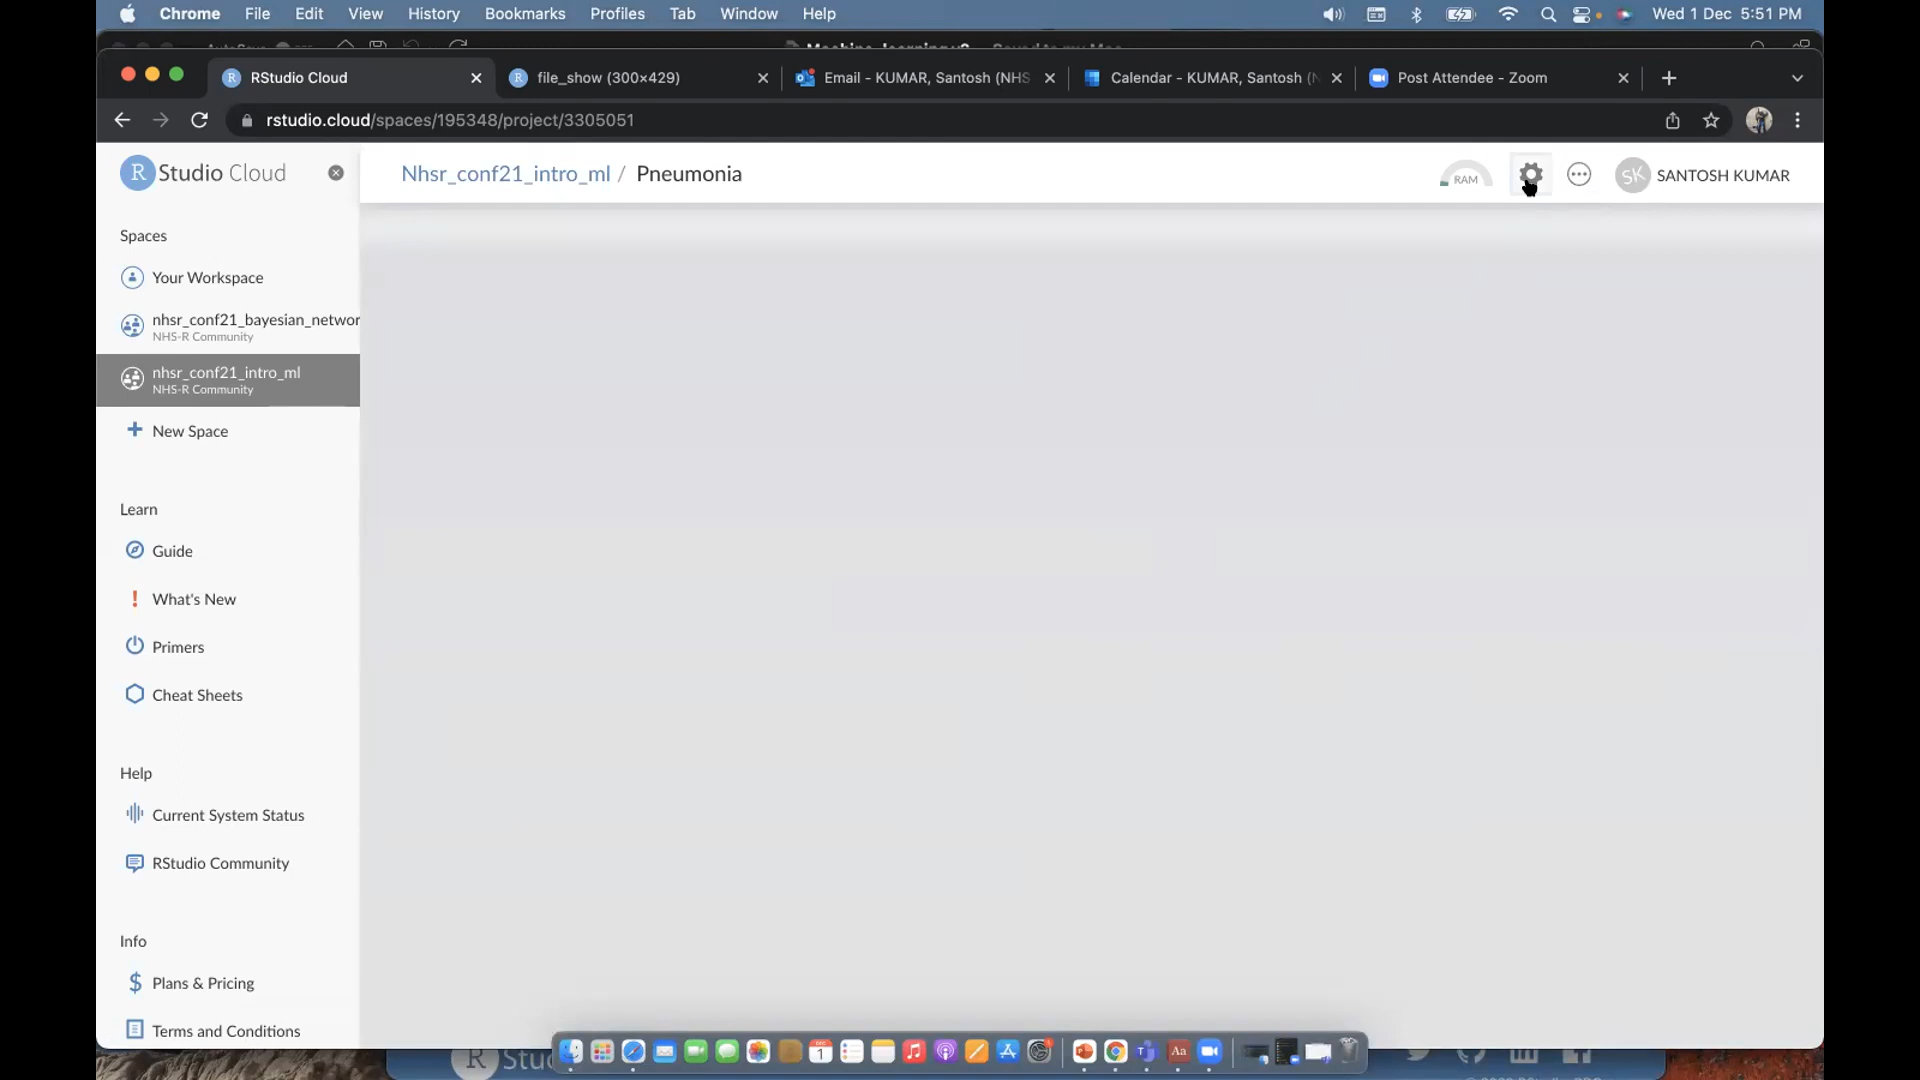 Chrome File Edit View History Bookmarks Profiles Tab Window Help Wed 1 Dec 5:51 PM
RStudio Cloud file_show (300×429) Email - KUMAR, Santosh (NHS Calendar - KUMAR, Santosh (N Post Attendee - Zoom
rstudio.cloud/spaces/195348/project/3305051
R Studio Cloud Nhsr_conf21_intro_ml / Pneumonia RAM SK SANTOSH KUMAR
Spaces
Your Workspace
nhsr_conf21_bayesian_networ
NHS-R Community
nhsr_conf21_intro_ml
NHS-R Community
New Space
Learn
Guide
What's New
Primers
Cheat Sheets
Help
Current System Status
RStudio Community
Info
Plans & Pricing
Terms and Conditions